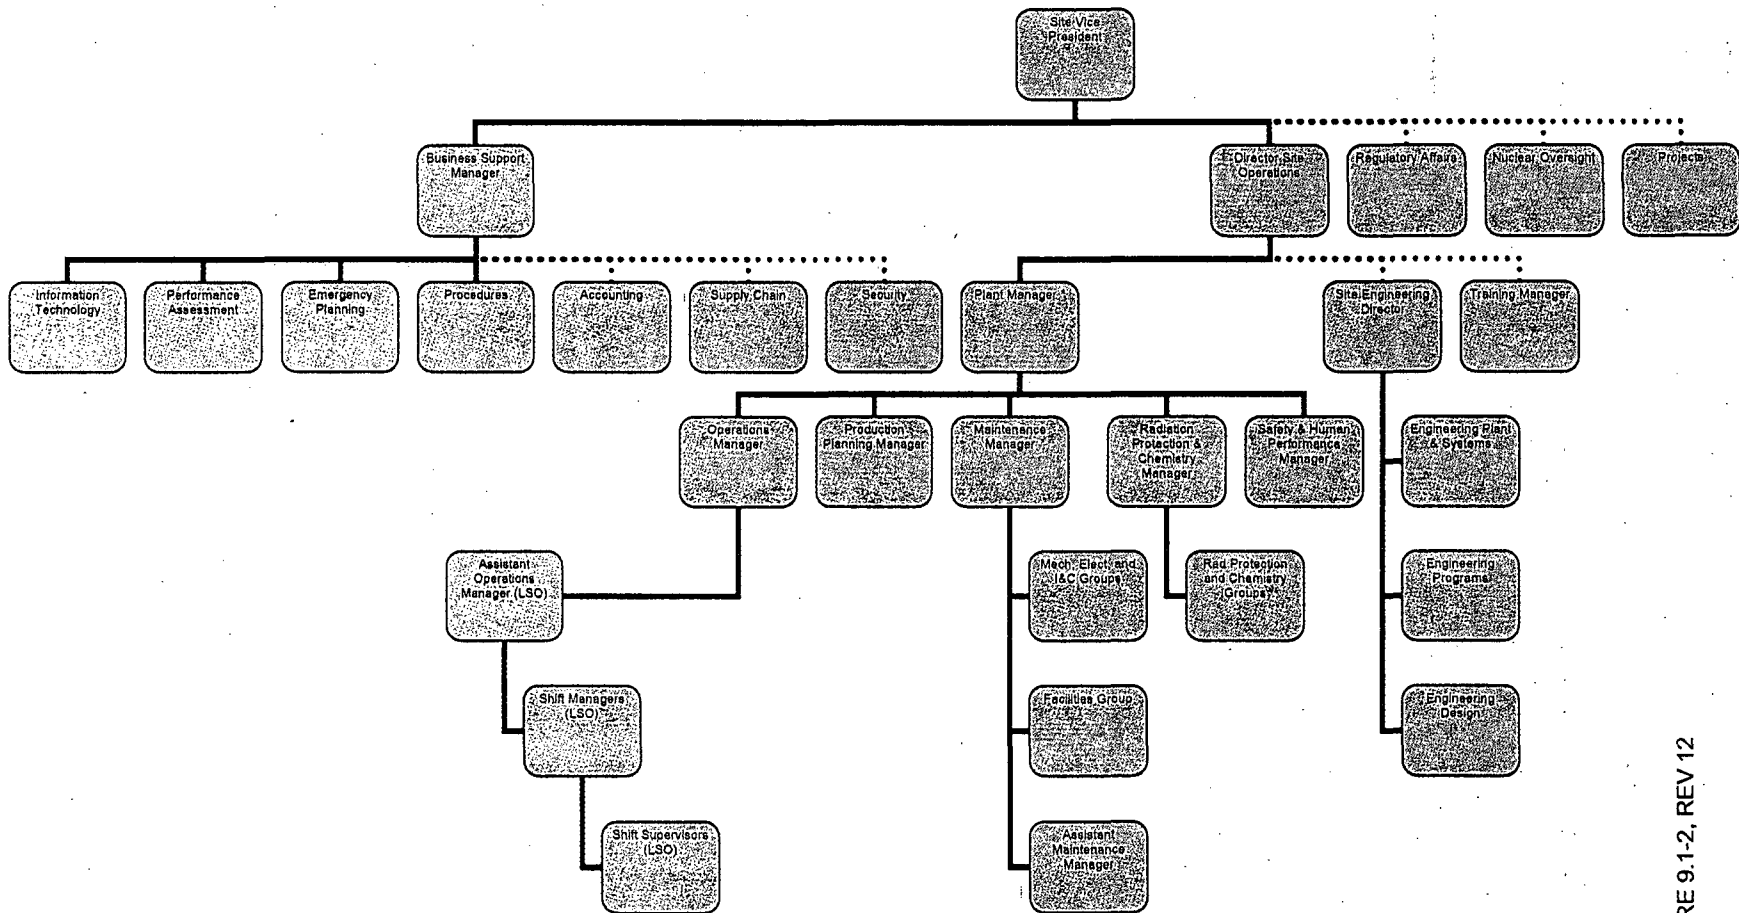 Site Vice
President
Business Support
Manager
Director Site
Operations
Regulatory Affairs
Nuclear Oversight
Projects
Information
Technology
Performance
Assessment
Emergency
Planning
Procedures
Accounting
Supply Chain
Security
Plant Manager
Site Engineering
Director
Training Manager
Operations
Manager
Production
Planning Manager
Maintenance
Manager
Radiation
Protection &
Chemistry
Manager
Safety & Human
Performance
Manager
Engineering Plant
& Systems
Assistant
Operations
Manager (LSO)
Mech, Elect, and
I&C Groups
Rad Protection
and Chemistry
Groups
Engineering
Programs
Shift Managers
(LSO)
Facilities Group
Engineering
Design
Shift Supervisors
(LSO)
Assistant
Maintenance
Manager
RE 9.1-2, REV 12